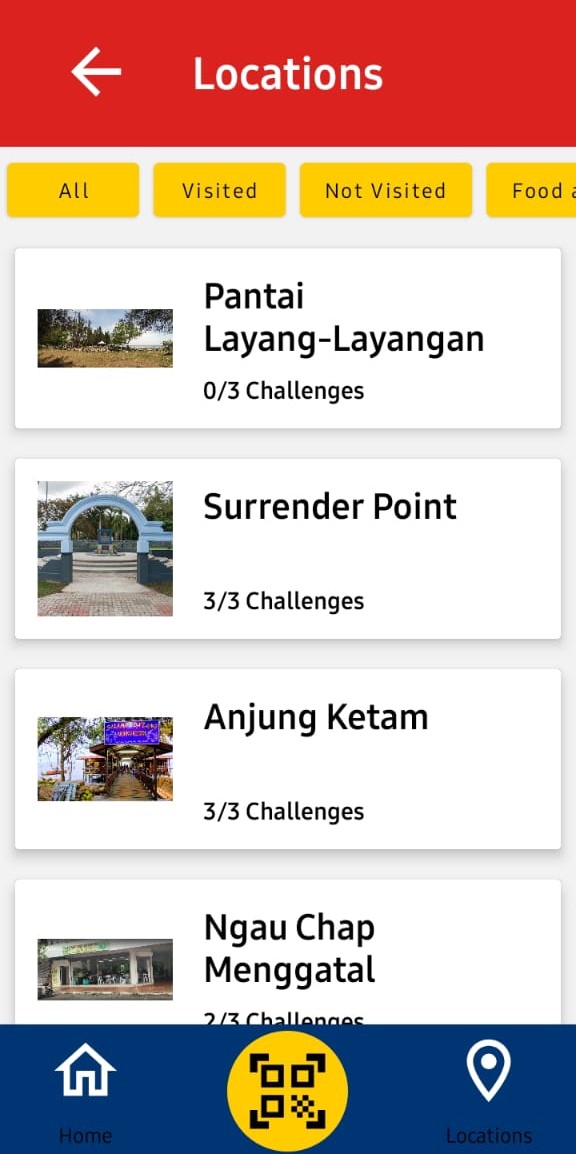 Locations
All
Visited
Not Visited
Food
Pantai
Layang-Layangan
0/3 Challenges
Surrender Point
3/3 Challenges
Anjung Ketam
3/3 Challenges
Ngau Chap
Menggatal
2/3 Challenges
Home
Locations